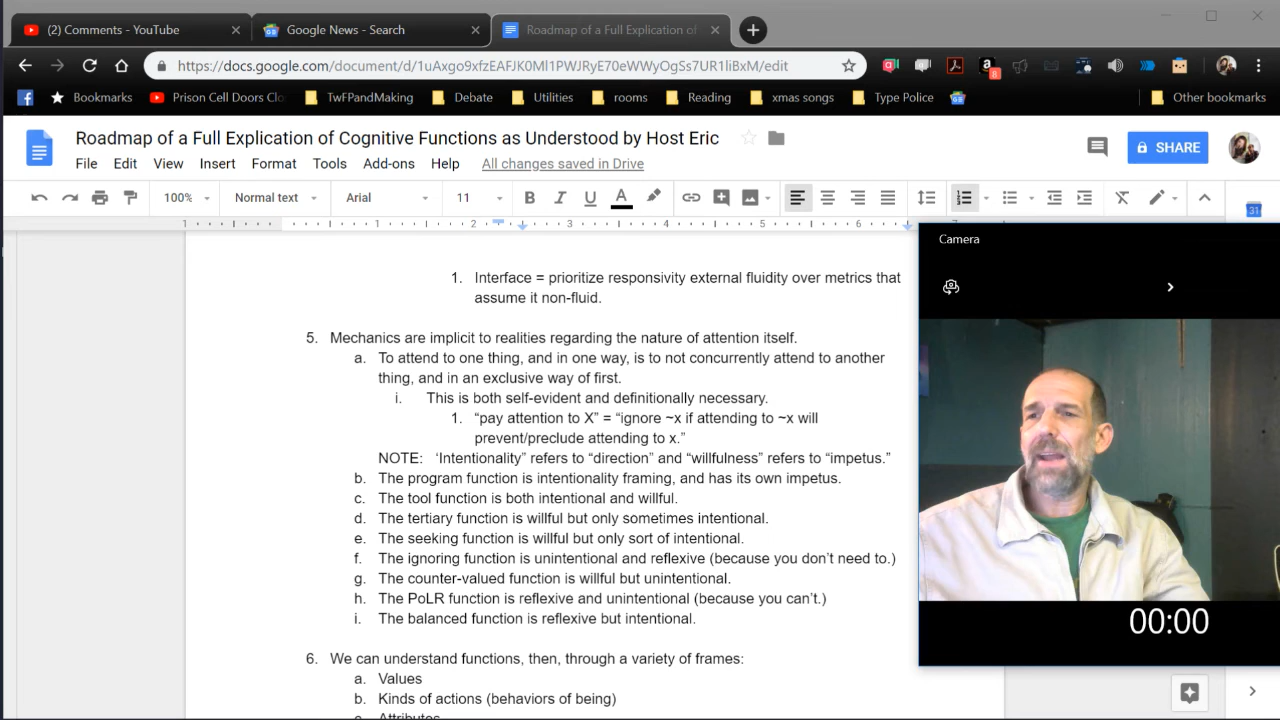 (2) Comments - YouTube
Google News - Search
Roadmap of a Full Explication of
https://docs.google.com/document/d/1uAxgo9xfzEAFJK0Ml1PWJRyE70eWWyOgSs7UR1liBxM/edit
8
Bookmarks
Prison Cell Doors Clo
TwFPandMaking
Debate
Utilities
rooms
Reading
xmas songs
Type Police
Other bookmarks
Roadmap of a Full Explication of Cognitive Functions as Understood by Host Eric
SHARE
File Edit View Insert Format Tools Add-ons Help All changes saved in Drive
100% Normal text Arial 11 B I U A
31
1 1 2 3 4 5 6 7
Camera
1. Interface = prioritize responsivity external fluidity over metrics that
assume it non-fluid.
5. Mechanics are implicit to realities regarding the nature of attention itself.
a. To attend to one thing, and in one way, is to not concurrently attend to another
thing, and in an exclusive way of first.
i. This is both self-evident and definitionally necessary.
1. “pay attention to X” = “ignore ~x if attending to ~x will
prevent/preclude attending to x.”
NOTE: ‘Intentionality” refers to “direction” and “willfulness” refers to “impetus.”
b. The program function is intentionality framing, and has its own impetus.
c. The tool function is both intentional and willful.
d. The tertiary function is willful but only sometimes intentional.
e. The seeking function is willful but only sort of intentional.
f. The ignoring function is unintentional and reflexive (because you don’t need to.)
g. The counter-valued function is willful but unintentional.
h. The PoLR function is reflexive and unintentional (because you can’t.)
i. The balanced function is reflexive but intentional.
00:00
6. We can understand functions, then, through a variety of frames:
a. Values
b. Kinds of actions (behaviors of being)
c. Attributes